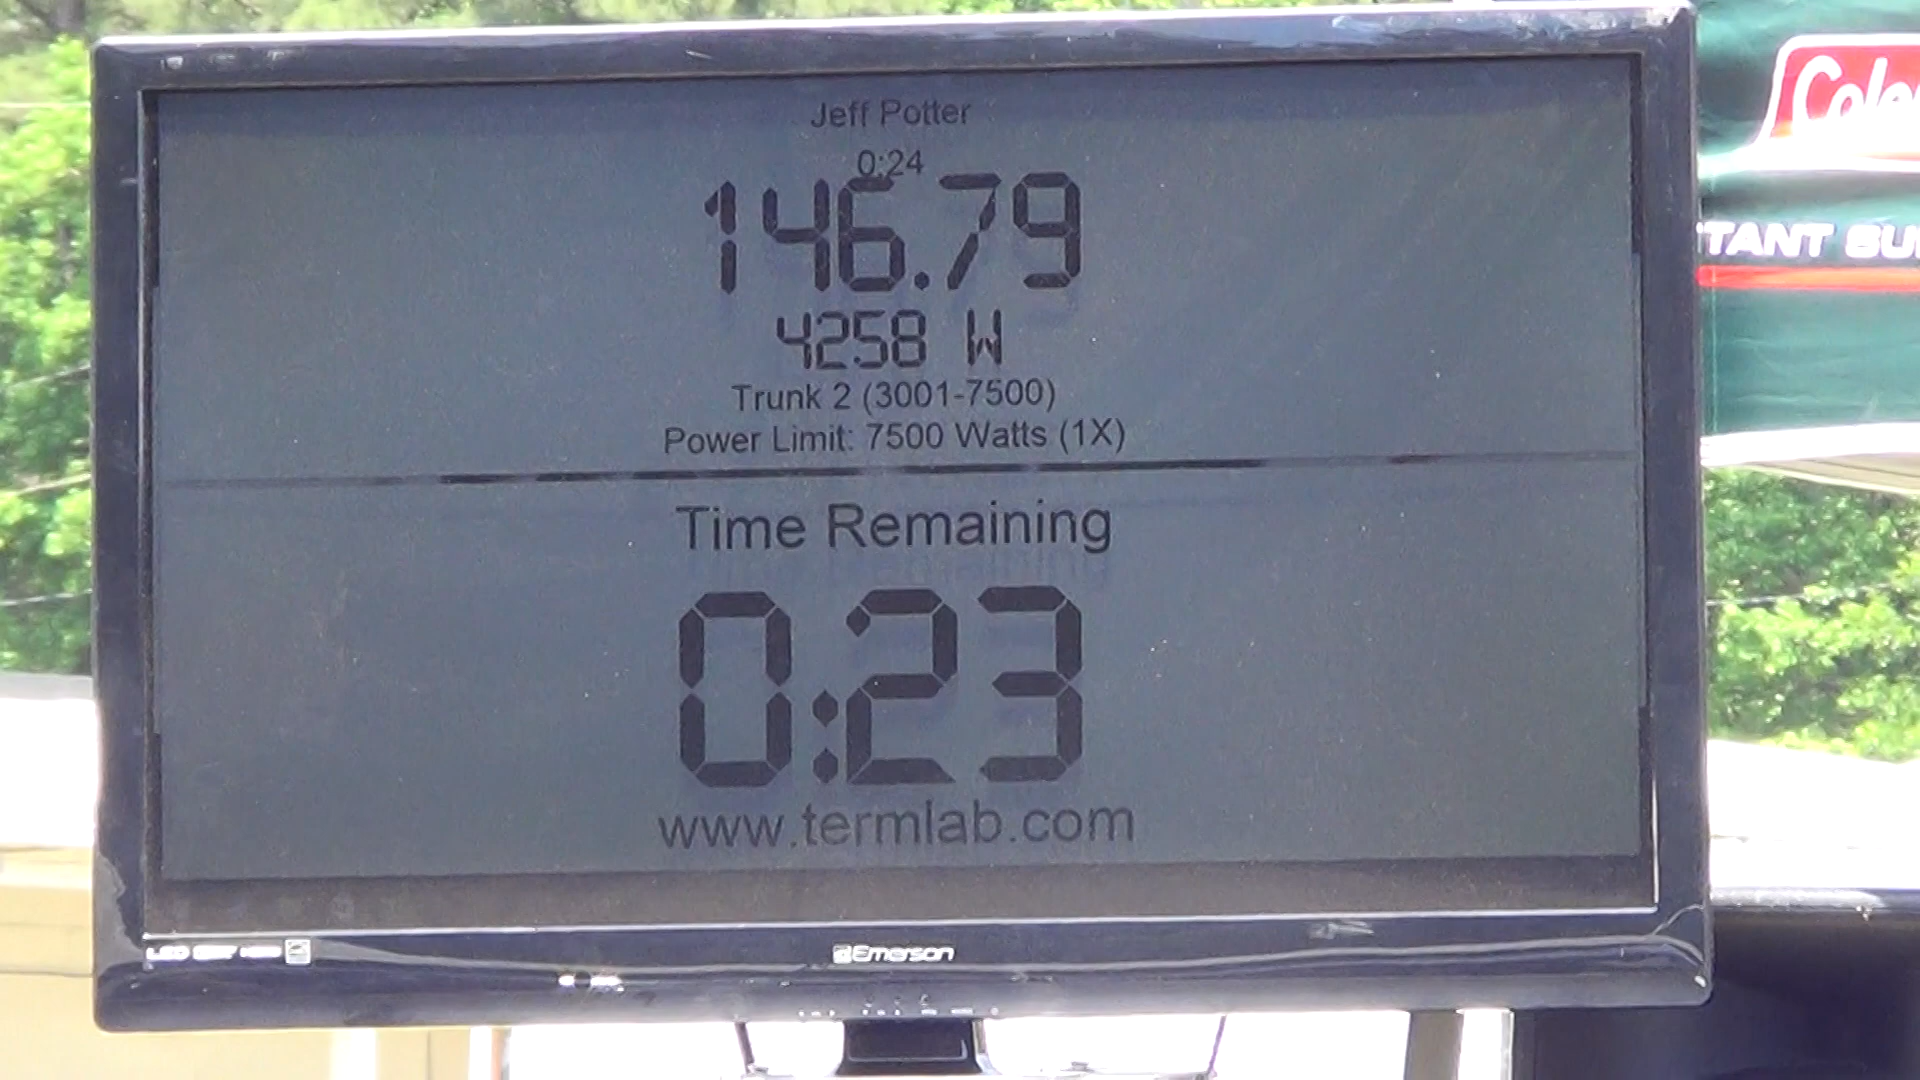 Jeff Potter
0:24
146.79
4258 W
Trunk 2 (3001-7500)
Power Limit: 7500 Watts (1X)
Time Remaining
0:23
www.termlab.com
Emerson